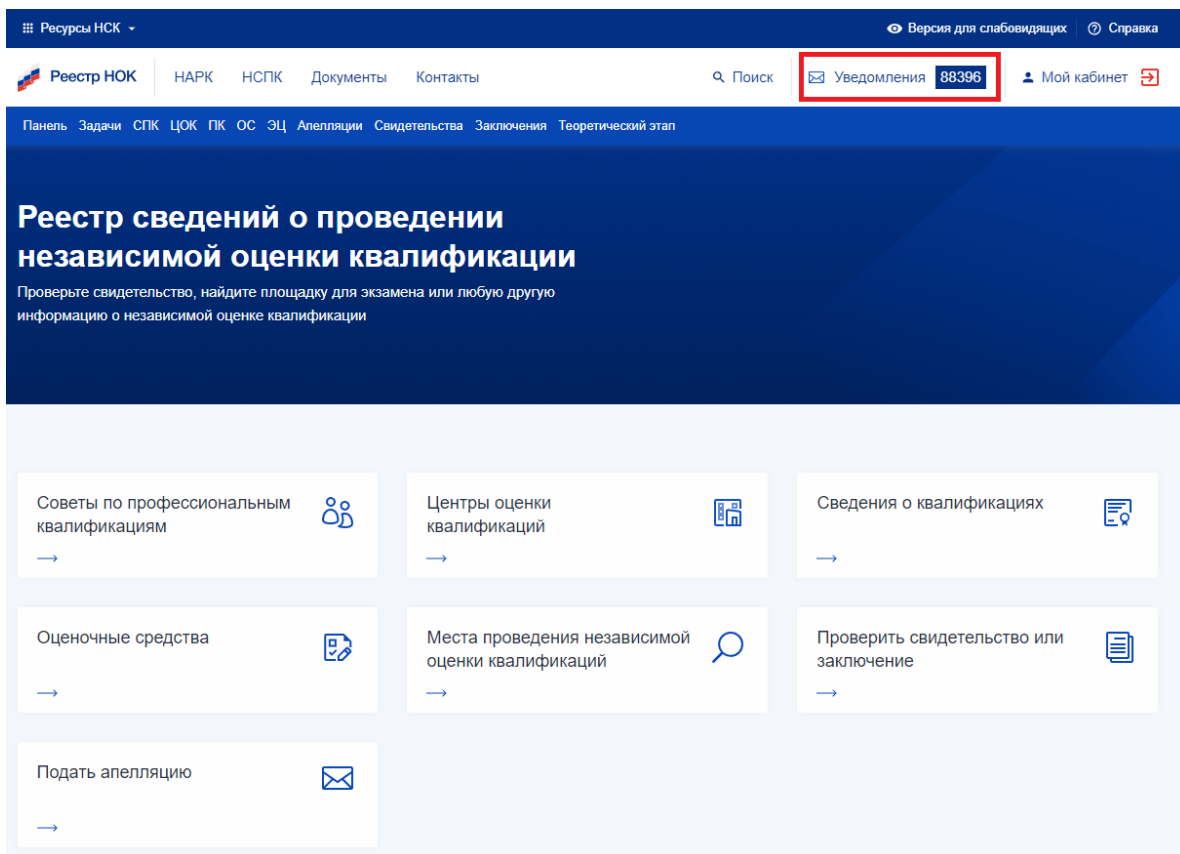 Ресурсы НСК
Версия для слабовидящих
Справка
Реестр НОК
НАРК
НСПК
Документы
Контакты
Поиск
Уведомления 88396
Мой кабинет
Панель Задачи СПК ЦОК ПК ОС ЭЦ Апелляции Свидетельства Заключения Теоретический этап
Реестр сведений о проведении
независимой оценки квалификации
Проверьте свидетельство, найдите площадку для экзамена или любую другую
информацию о независимой оценке квалификации
Советы по профессиональным
квалификациям
Центры оценки
квалификаций
Сведения о квалификациях
Оценочные средства
Места проведения независимой
оценки квалификаций
Проверить свидетельство или
заключение
Подать апелляцию